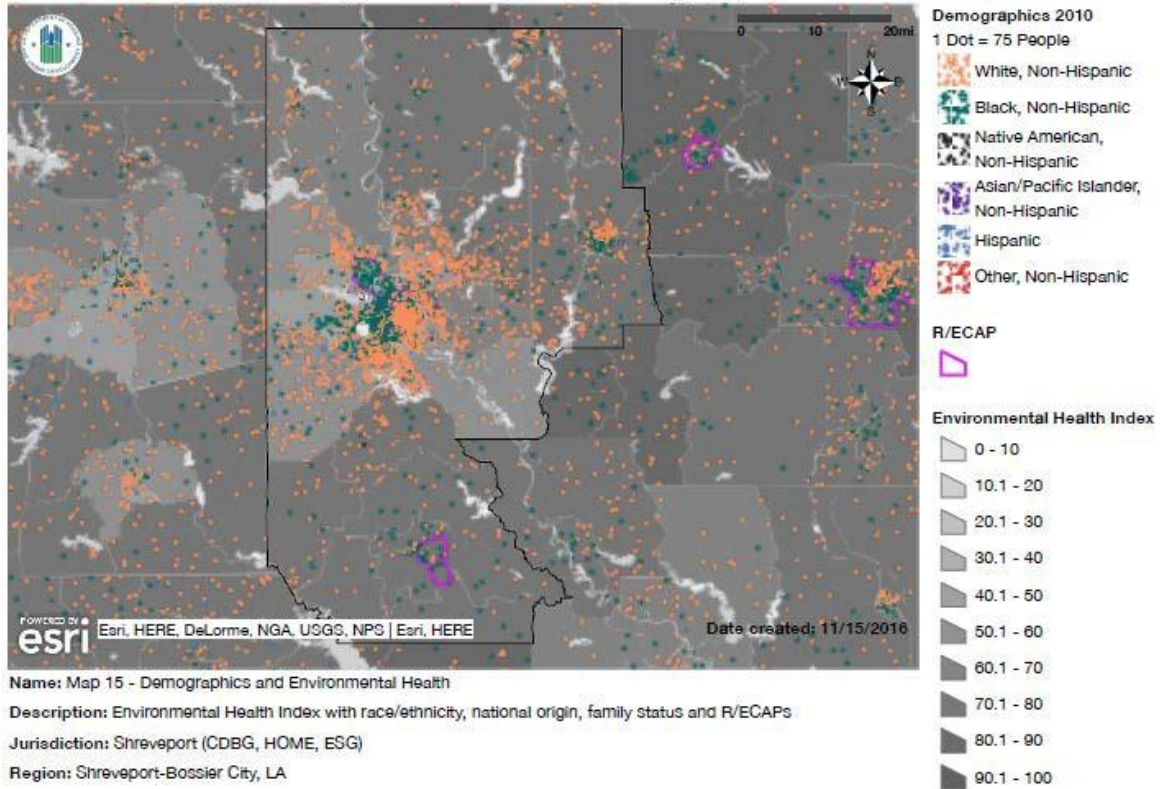 0 10 20mi
N
W E
S
POWERED BY
esri
Esri, HERE, DeLorme, NGA, USGS, NPS | Esri, HERE
Date created: 11/15/2016
Name: Map 15 - Demographics and Environmental Health
Description: Environmental Health Index with race/ethnicity, national origin, family status and R/ECAPs
Jurisdiction: Shreveport (CDBG, HOME, ESG)
Region: Shreveport-Bossier City, LA
Demographics 2010
1 Dot = 75 People
White, Non-Hispanic
Black, Non-Hispanic
Native American,
Non-Hispanic
Asian/Pacific Islander,
Non-Hispanic
Hispanic
Other, Non-Hispanic
R/ECAP
Environmental Health Index
0 - 10
10.1 - 20
20.1 - 30
30.1 - 40
40.1 - 50
50.1 - 60
60.1 - 70
70.1 - 80
80.1 - 90
90.1 - 100